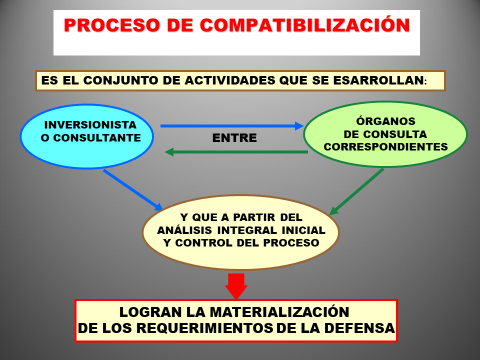 PROCESO DE COMPATIBILIZACIÓN
ES EL CONJUNTO DE ACTIVIDADES QUE SE ESARROLLAN:
INVERSIONISTA
O CONSULTANTE
ENTRE
ÓRGANOS
DE CONSULTA
CORRESPONDIENTES
Y QUE A PARTIR DEL
ANÁLISIS INTEGRAL INICIAL
Y CONTROL DEL PROCESO
LOGRAN LA MATERIALIZACIÓN
DE LOS REQUERIMIENTOS DE LA DEFENSA